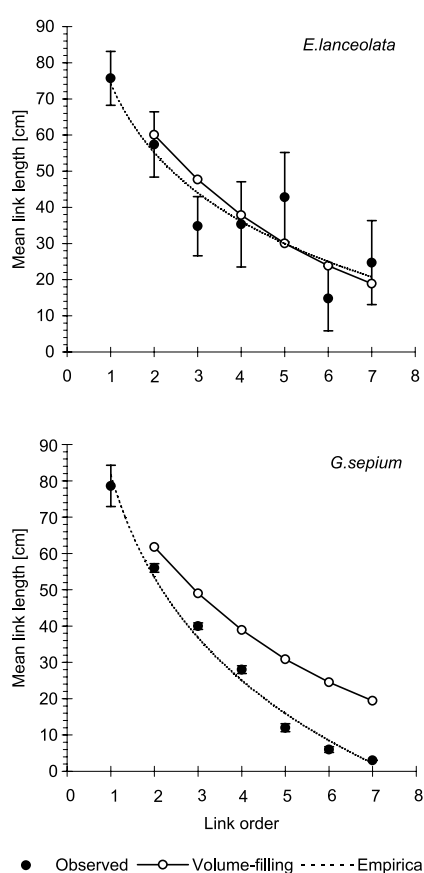 E.lanceolata
Mean link length [cm]
90
80
70
60
50
40
30
20
10
0
0 1 2 3 4 5 6 7 8
G.sepium
Mean link length [cm]
90
80
70
60
50
40
30
20
10
0
0 1 2 3 4 5 6 7 8
Link order
Observed Volume-filling Empirica